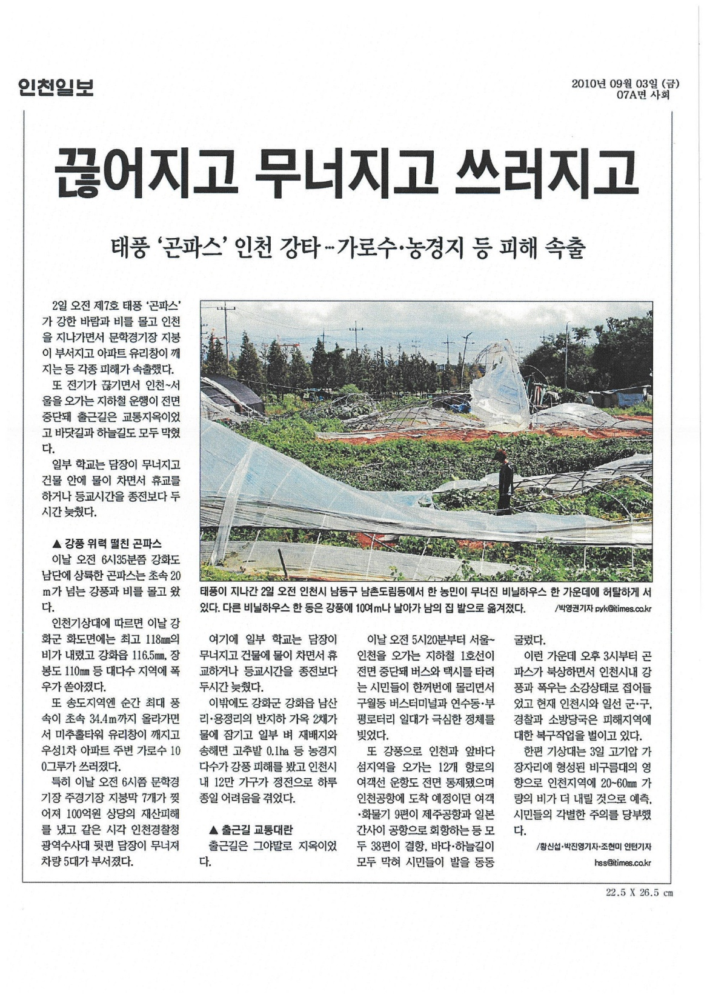 인천일보
2010년 09월 03일 (금)
07A면 사회
끊어지고 무너지고 쓰러지고
태풍 ‘곤파스’ 인천 강타…가로수·농경지 등 피해 속출
2일 오전 제7호 태풍 ‘곤파스’
가 강한 바람과 비를 몰고 인천
을 지나가면서 문학경기장 지붕
이 부서지고 아파트 유리창이 깨
지는 등 각종 피해가 속출했다.
또 전기가 끊기면서 인천~서
울을 오가는 지하철 운행이 전면
중단돼 출근길은 교통지옥이었
고 바닷길과 하늘길도 모두 막혔
다.
일부 학교는 담장이 무너지고
건물 안에 물이 차면서 휴교를
하거나 등교시간을 종전보다 두
시간 늦췄다.
▲ 강풍 위력 떨친 곤파스
이날 오전 6시35분쯤 강화도
남단에 상륙한 곤파스는 초속 20
m가 넘는 강풍과 비를 몰고 왔
다.
인천기상대에 따르면 이날 강
화군 화도면에는 최고 118㎜의
비가 내렸고 강화읍 116.5㎜, 장
봉도 110㎜ 등 대다수 지역에 폭
우가 쏟아졌다.
또 송도지역엔 순간 최대 풍
속이 초속 34.4m까지 올라가면
서 미추홀타워 유리창이 깨지고
우성1차 아파트 주변 가로수 10
0그루가 쓰러졌다.
특히 이날 오전 6시쯤 문학경
기장 주경기장 지붕막 7개가 찢
어져 100억원 상당의 재산피해
를 냈고 같은 시각 인천경찰청
광역수사대 뒷편 담장이 무너져
차량 5대가 부서졌다.
태풍이 지나간 2일 오전 인천시 남동구 남촌도림동에서 한 농민이 무너진 비닐하우스 한 가운데에 허탈하게 서
있다. 다른 비닐하우스 한 동은 강풍에 10여m나 날아가 남의 집 밭으로 옮겨졌다. /박영권기자 pyk@itimes.co.kr
여기에 일부 학교는 담장이
무너지고 건물에 물이 차면서 휴
교하거나 등교시간을 종전보다
두시간 늦췄다.
이밖에도 강화군 강화읍 남산
리·용정리의 반지하 가옥 2채가
물에 잠기고 일부 벼 재배지와
송해면 고추밭 0.1ha 등 농경지
다수가 강풍 피해를 봤고 인천시
내 12만 가구가 정전으로 하루
종일 어려움을 겪었다.
▲ 출근길 교통대란
출근길은 그야말로 지옥이었
다.
이날 오전 5시20분부터 서울~
인천을 오가는 지하철 1호선이
전면 중단돼 버스와 택시를 타려
는 시민들이 한꺼번에 몰리면서
구월동 버스터미널과 연수동·부
평로터리 일대가 극심한 정체를
빚었다.
또 강풍으로 인천과 앞바다
섬지역을 오가는 12개 항로의
여객선 운항도 전면 통제됐으며
인천공항에 도착 예정이던 여객
·화물기 9편이 제주공항과 일본
간사이 공항으로 회항하는 등 모
두 38편이 결항, 바다·하늘길이
모두 막혀 시민들이 발을 동동
굴렀다.
이런 가운데 오후 3시부터 곤
파스가 북상하면서 인천시내 강
풍과 폭우는 소강상태로 접어들
었고 현재 인천시와 일선 군·구,
경찰과 소방당국은 피해지역에
대한 복구작업을 벌이고 있다.
한편 기상대는 3일 고기압 가
장자리에 형성된 비구름대의 영
향으로 인천지역에 20~60㎜ 가
량의 비가 더 내릴 것으로 예측,
시민들의 각별한 주의를 당부했
다.
/황신섭·박진영기자·조현미 인턴기자
hss@itimes.co.kr
22.5 X 26.5 cm